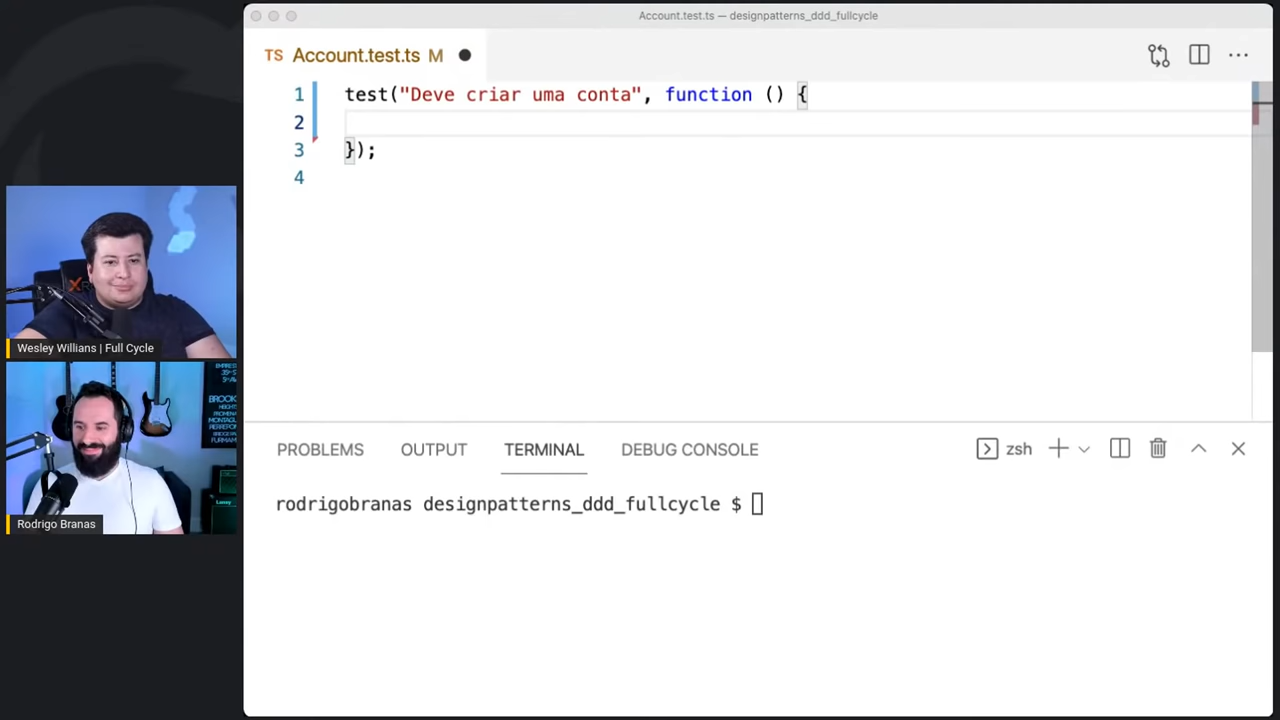 Account.test.ts — designpatterns_ddd_fullcycle
TS Account.test.ts M
1 test("Deve criar uma conta", function () {
2
3 });
4
Wesley Willians | Full Cycle
Rodrigo Branas
PROBLEMS OUTPUT TERMINAL DEBUG CONSOLE zsh
rodrigobranas designpatterns_ddd_fullcycle $